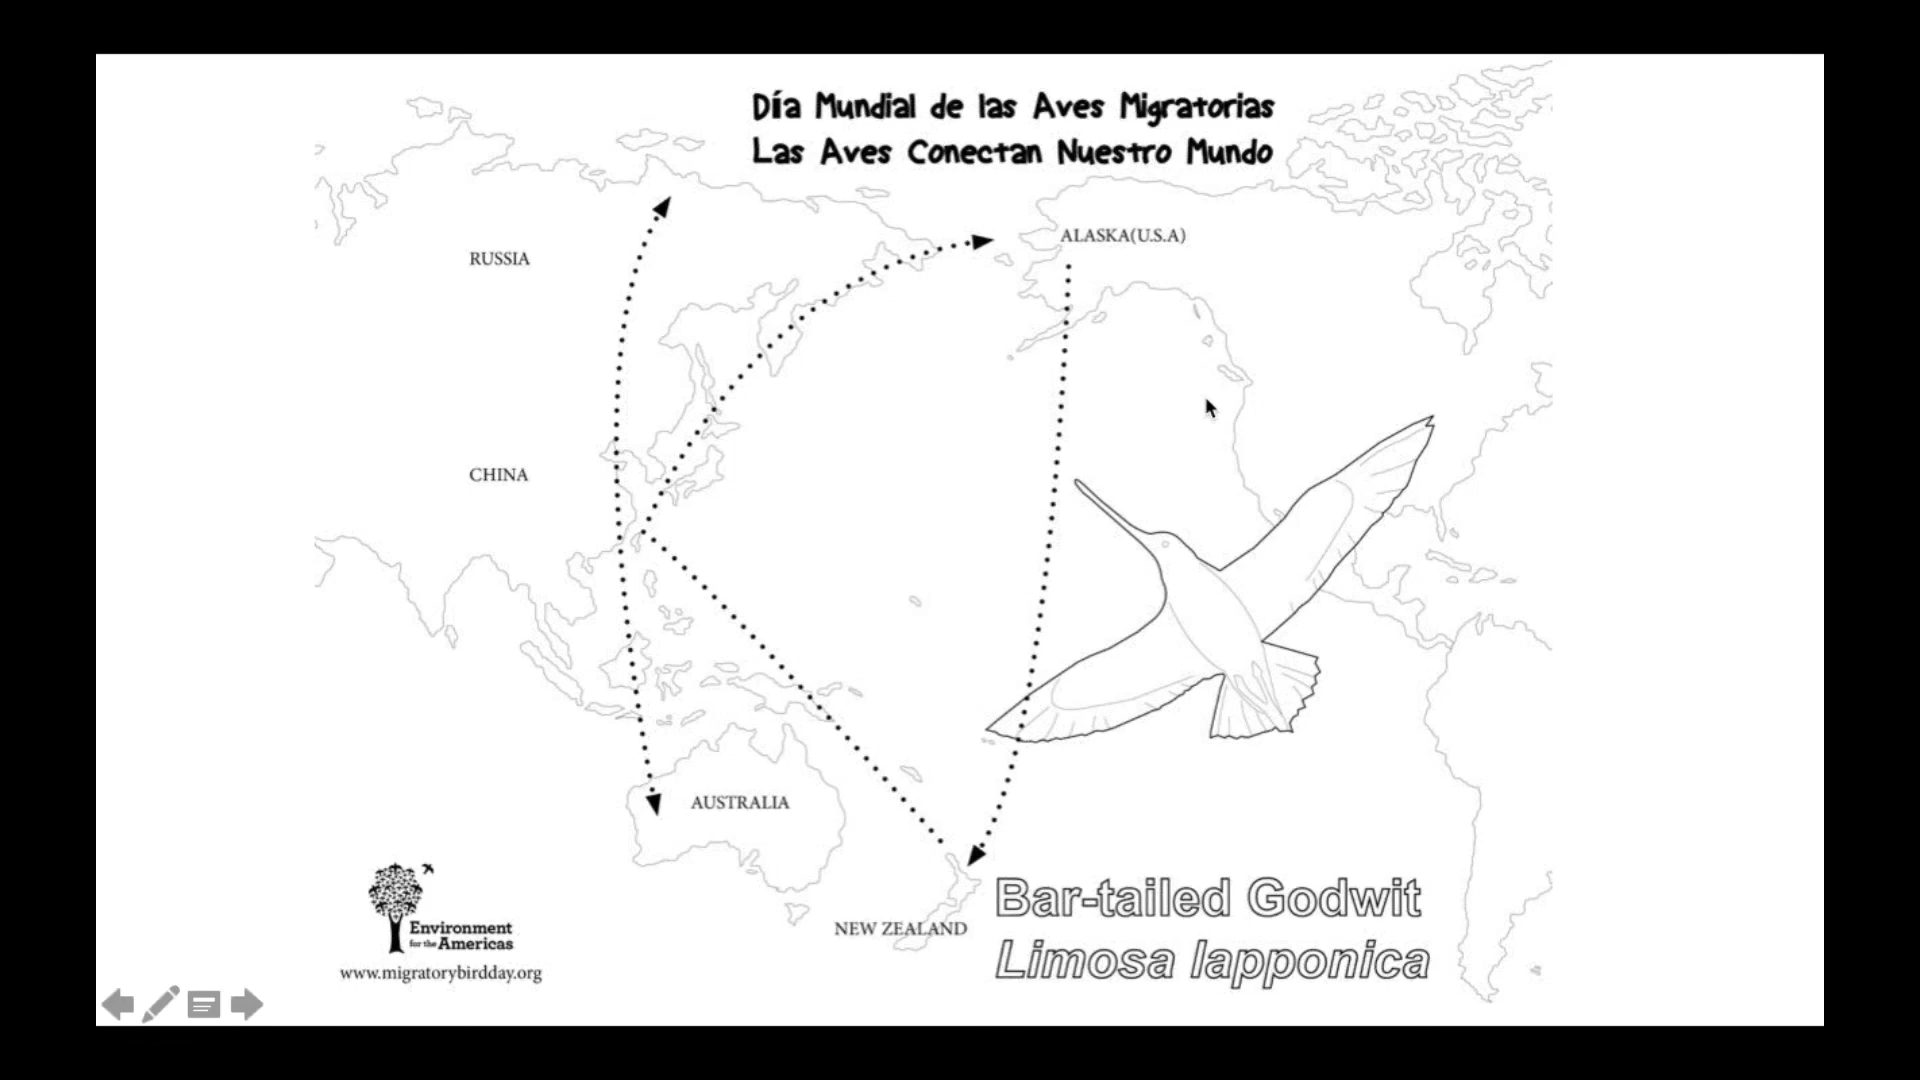 Día Mundial de las Aves Migratorias
Las Aves Conectan Nuestro Mundo
ALASKA(U.S.A)
RUSSIA
CHINA
AUSTRALIA
NEW ZEALAND
Bar-tailed Godwit
Limosa lapponica
Environment
for the Americas
www.migratorybirdday.org